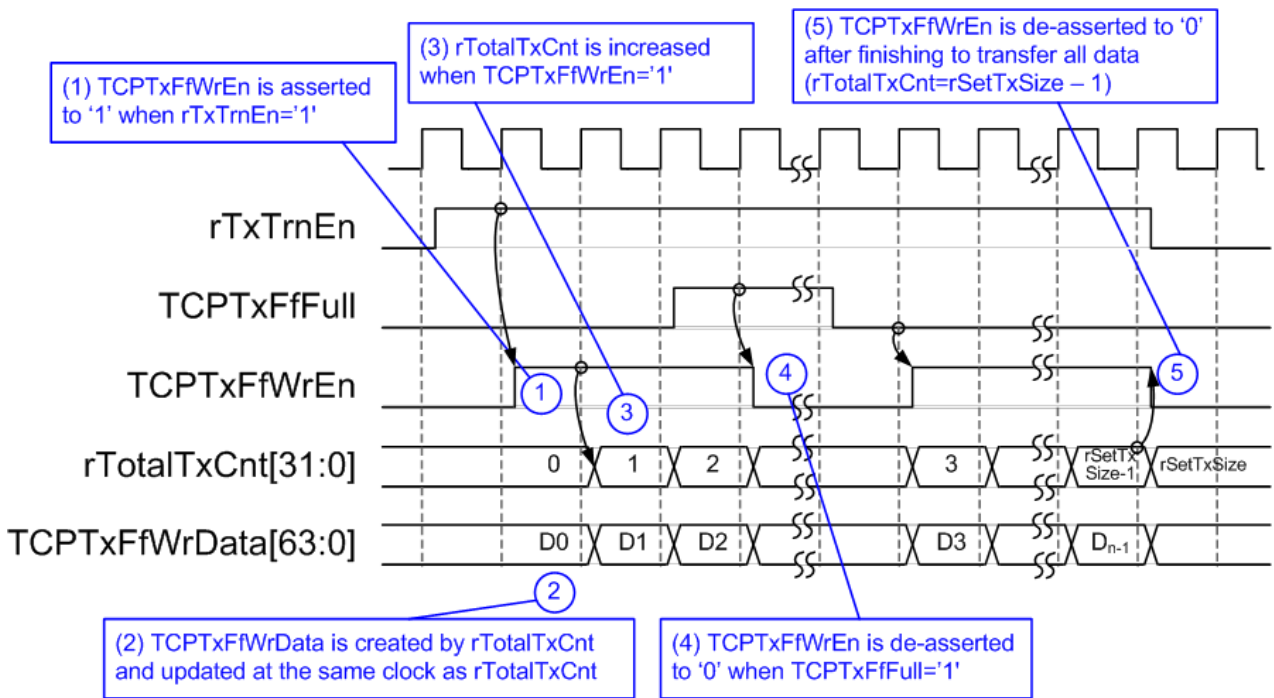 (5) TCPTxFfWrEn is de-asserted to ‘0’
after finishing to transfer all data
(rTotalTxCnt=rSetTxSize – 1)
(3) rTotalTxCnt is increased
when TCPTxFfWrEn='1'
(1) TCPTxFfWrEn is asserted
to ‘1’ when rTxTrnEn=’1’
rTxTrnEn
TCPTxFfFull
TCPTxFfWrEn
1
3
4
5
rTotalTxCnt[31:0]
0
1
2
3
rSetTx
Size-1
rSetTxSize
TCPTxFfWrData[63:0]
D0
D1
D2
D3
Dn-1
2
(2) TCPTxFfWrData is created by rTotalTxCnt
and updated at the same clock as rTotalTxCnt
(4) TCPTxFfWrEn is de-asserted
to ‘0’ when TCPTxFfFull='1'